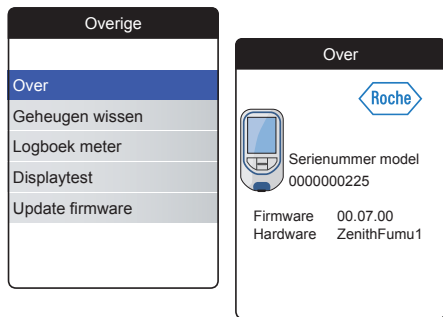 Overige
Over
Geheugen wissen
Logboek meter
Displaytest
Update firmware
Over
Roche
Serienummer model
0000000225
Firmware 00.07.00
Hardware ZenithFumu1